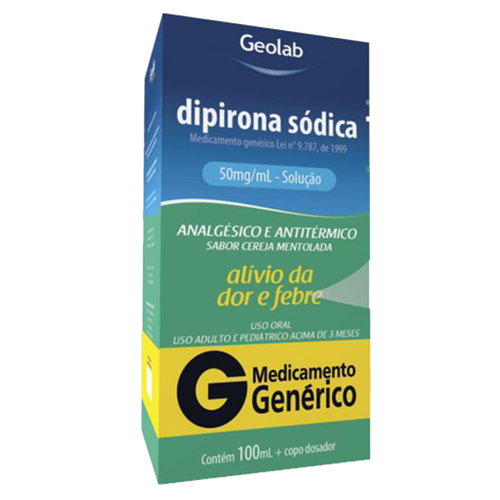 Geolab
dipirona sódica
Medicamento genérico Lei nº 9.787, de 1999
50mg/mL - Solução
ANALGÉSICO E ANTITÉRMICO
SABOR CEREJA MENTOLADA
alívio da
dor e febre
USO ORAL
USO ADULTO E PEDIÁTRICO ACIMA DE 3 MESES
G Medicamento
Genérico
Contém 100mL + copo dosador